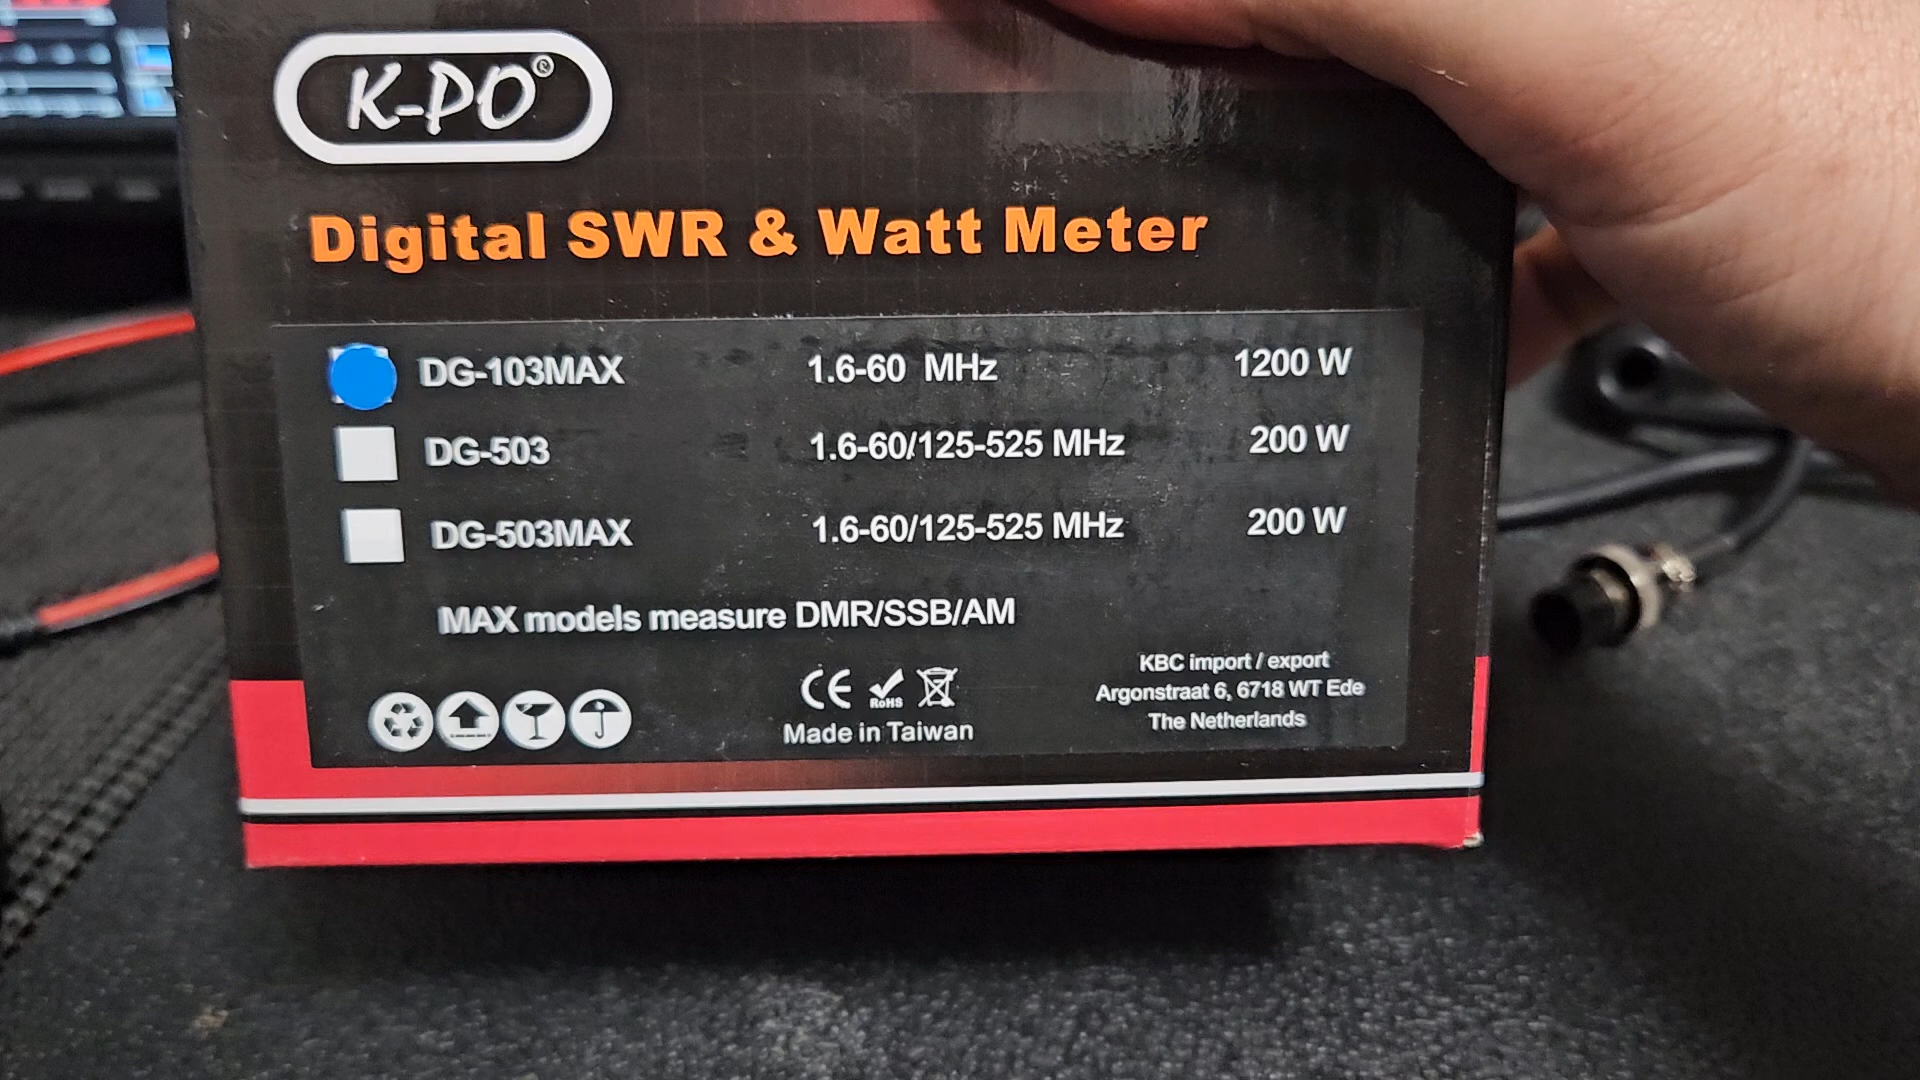 K-PO®
Digital SWR & Watt Meter
DG-103MAX 1.6-60 MHz 1200 W
DG-503 1.6-60/125-525 MHz 200 W
DG-503MAX 1.6-60/125-525 MHz 200 W
MAX models measure DMR/SSB/AM
CE RoHS
Made in Taiwan
KBC import / export
Argonstraat 6, 6718 WT Ede
The Netherlands